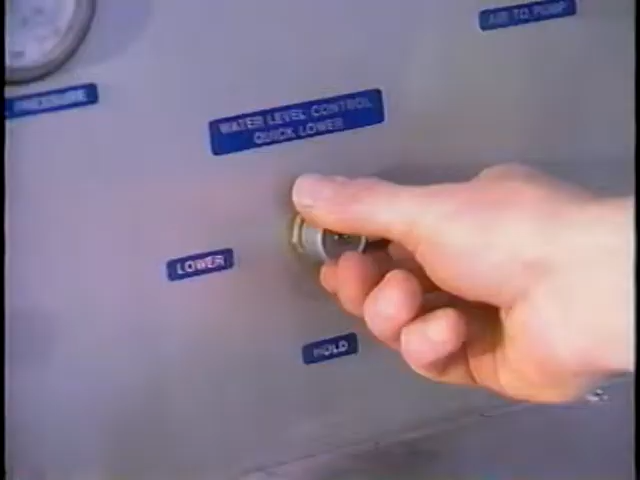 AIR TO PUMP
PRESSURE
WATER LEVEL CONTROL
QUICK LOWER
LOWER
HOLD